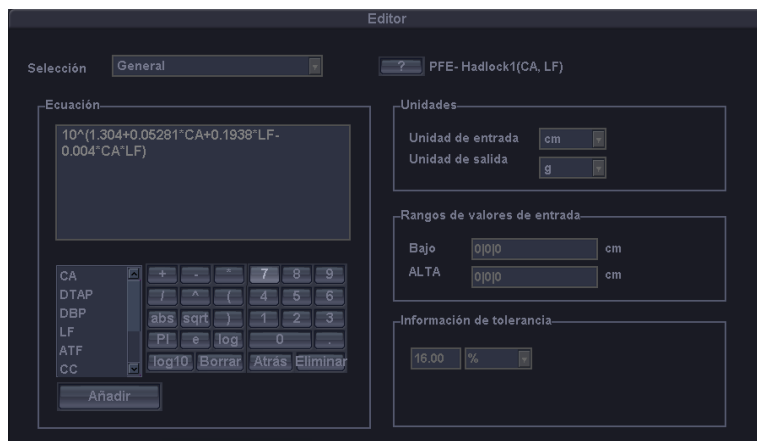 Editor
Selección General
? PFE- Hadlock1(CA, LF)
Ecuación
10^(1.304+0.05281*CA+0.1938*LF-
0.004*CA*LF)
CA
DTAP
DBP
LF
ATF
CC
+ - * 7 8 9
/ ^ ( 4 5 6
abs sqrt ) 1 2 3
PI e log 0 .
log10 Borrar Atrás Eliminar
Añadir
Unidades
Unidad de entrada cm
Unidad de salida g
Rangos de valores de entrada
Bajo 0|0|0 cm
ALTA 0|0|0 cm
Información de tolerancia
16.00 %